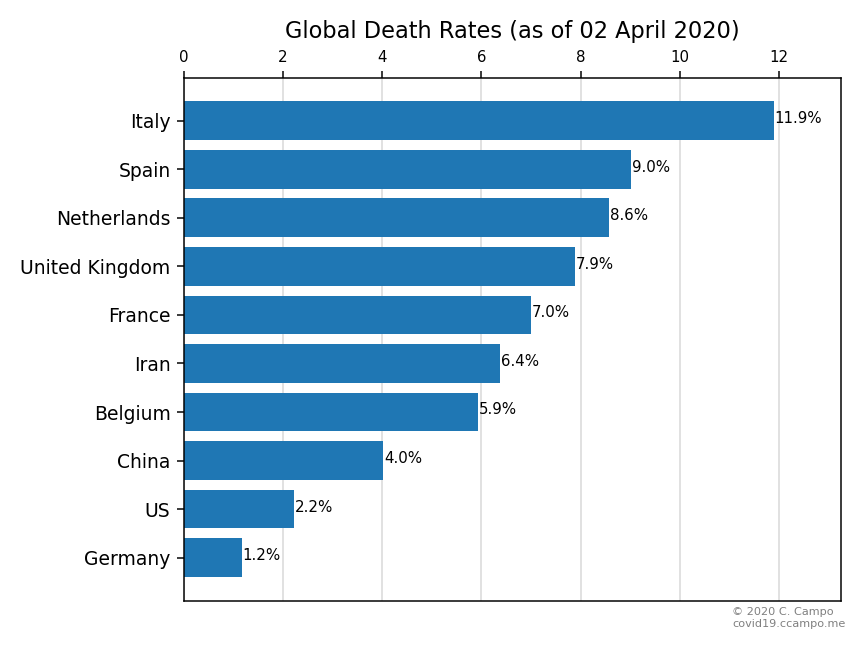 Global Death Rates (as of 02 April 2020)
0 2 4 6 8 10 12
Italy 11.9%
Spain 9.0%
Netherlands 8.6%
United Kingdom 7.9%
France 7.0%
Iran 6.4%
Belgium 5.9%
China 4.0%
US 2.2%
Germany 1.2%
© 2020 C. Campo
covid19.ccampo.me